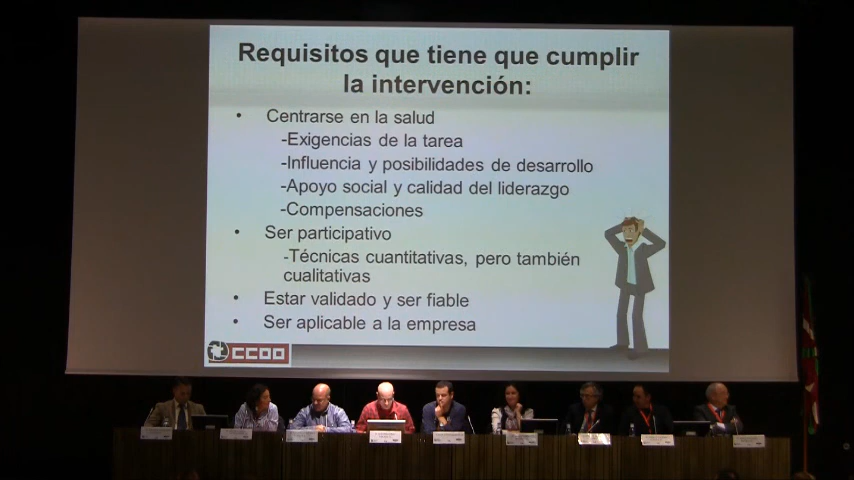 Requisitos que tiene que cumplir
la intervención:
• Centrarse en la salud
-Exigencias de la tarea
-Influencia y posibilidades de desarrollo
-Apoyo social y calidad del liderazgo
-Compensaciones
• Ser participativo
-Técnicas cuantitativas, pero también
cualitativas
• Estar validado y ser fiable
• Ser aplicable a la empresa
CCOO